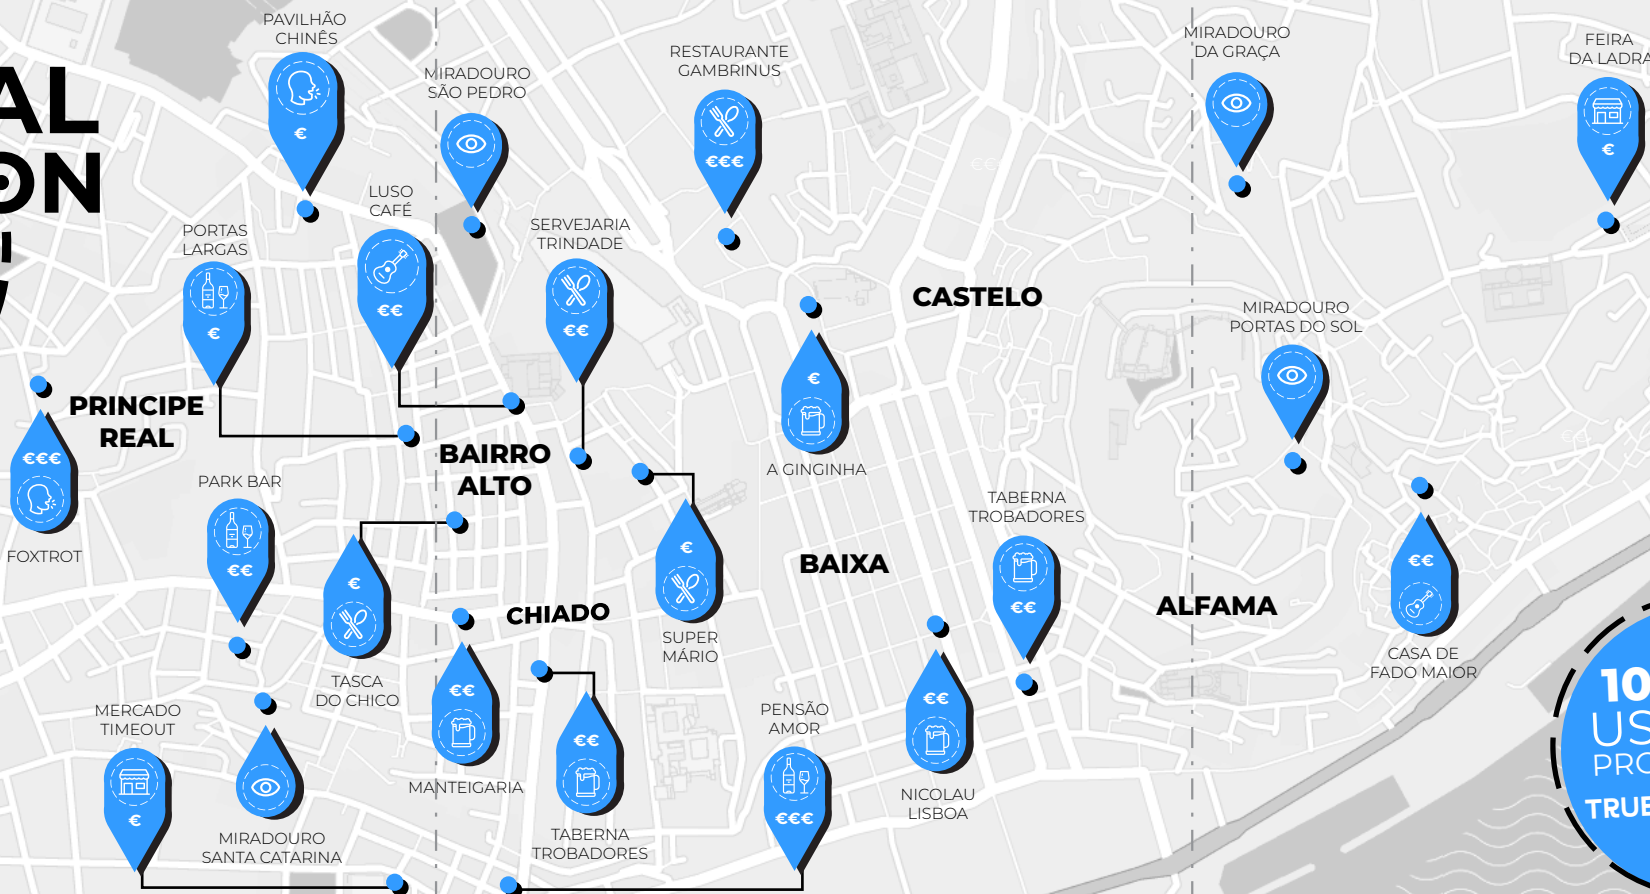 AL
ON
PAVILHÃO
CHINÊS
€
MIRADOURO
SÃO PEDRO
RESTAURANTE
GAMBRINUS
€€€
MIRADOURO
DA GRAÇA
FEIRA
DA LADRA
€
LUSO
CAFÉ
€€
PORTAS
LARGAS
€
SERVEJARIA
TRINDADE
€€
CASTELO
MIRADOURO
PORTAS DO SOL
€
A GINGINHA
PRINCIPE
REAL
€€€
FOXTROT
BAIRRO
ALTO
PARK BAR
€€
€
TASCA
DO CHICO
€
SUPER
MÁRIO
BAIXA
TABERNA
TROBADORES
€€
ALFAMA
€€
CASA DE
FADO MAIOR
CHIADO
€€
MANTEIGARIA
€€
TABERNA
TROBADORES
MERCADO
TIMEOUT
€
MIRADOURO
SANTA CATARINA
PENSÃO
AMOR
€€€
€€
NICOLAU
LISBOA
10
US
PRO
TRUE